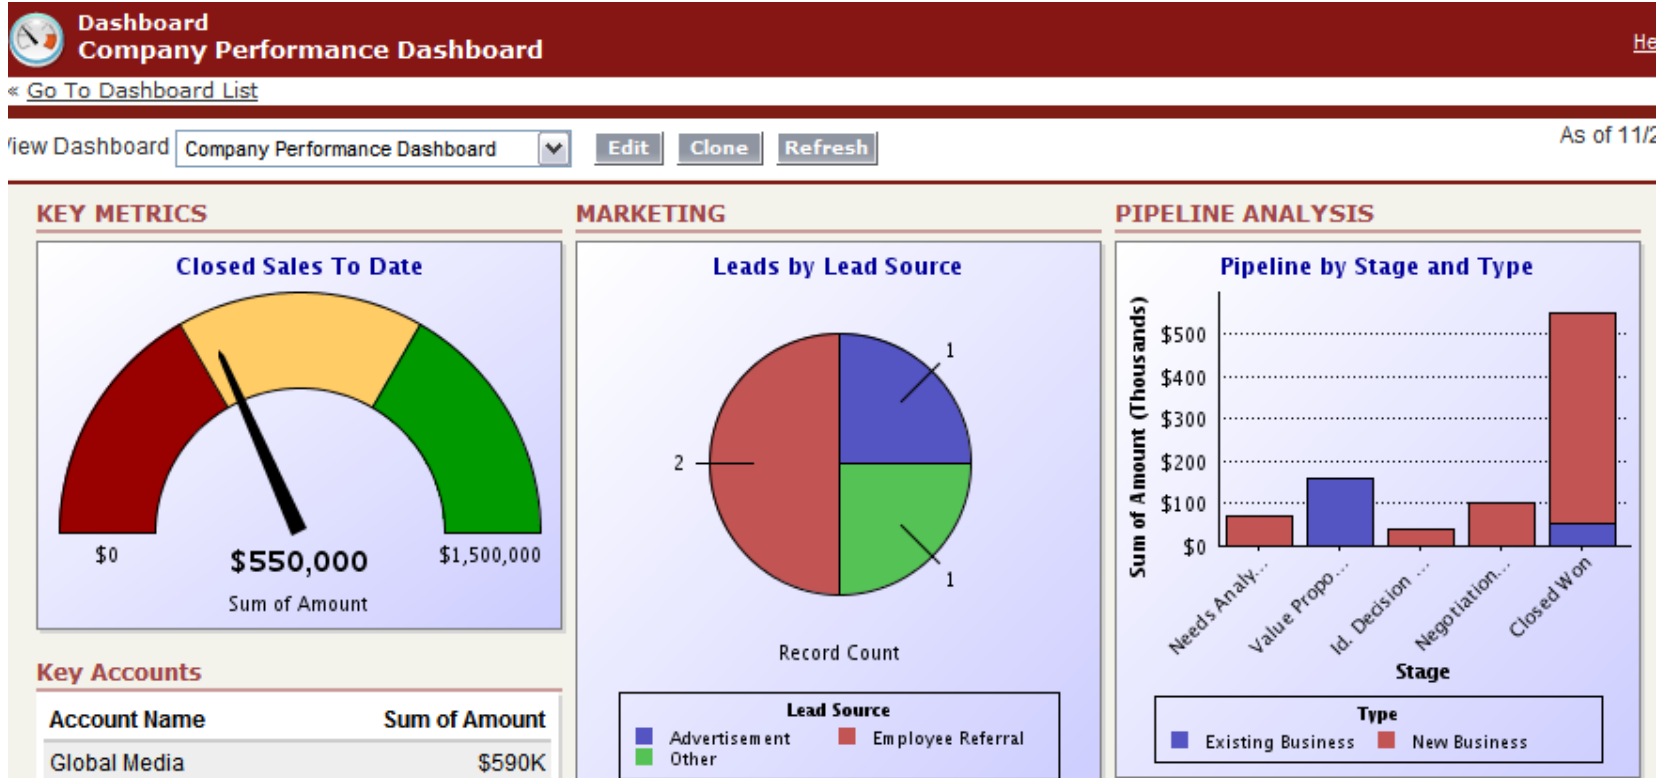 Dashboard
Company Performance Dashboard
« Go To Dashboard List
View Dashboard Company Performance Dashboard Edit Clone Refresh
As of
KEY METRICS
Closed Sales To Date
$0
$550,000
$1,500,000
Sum of Amount
Key Accounts
Account Name Sum of Amount
Global Media $590K
MARKETING
Leads by Lead Source
1
2
1
Record Count
Lead Source
Advertisement Employee Referral
Other
PIPELINE ANALYSIS
Pipeline by Stage and Type
Sum of Amount (Thousands)
$500
$400
$300
$200
$100
$0
Needs Analy...
Value Propo...
Id. Decision ...
Negotiation...
Closed Won
Stage
Type
Existing Business New Business